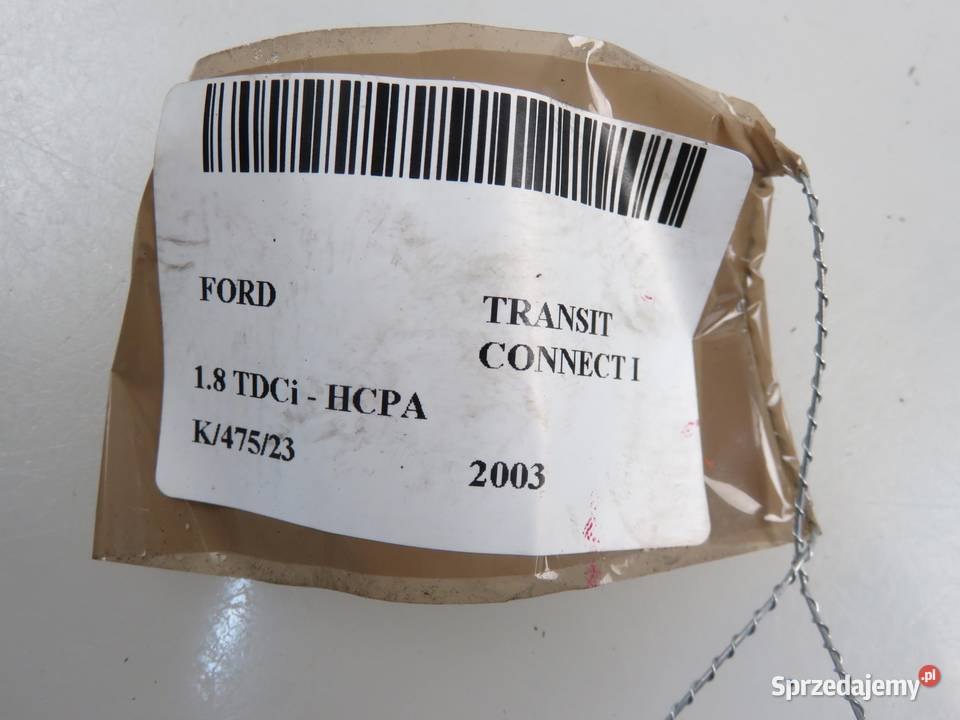 FORD
TRANSIT
CONNECT I
1.8 TDCi - HCPA
K/475/23
2003
Sprzedajemy.pl